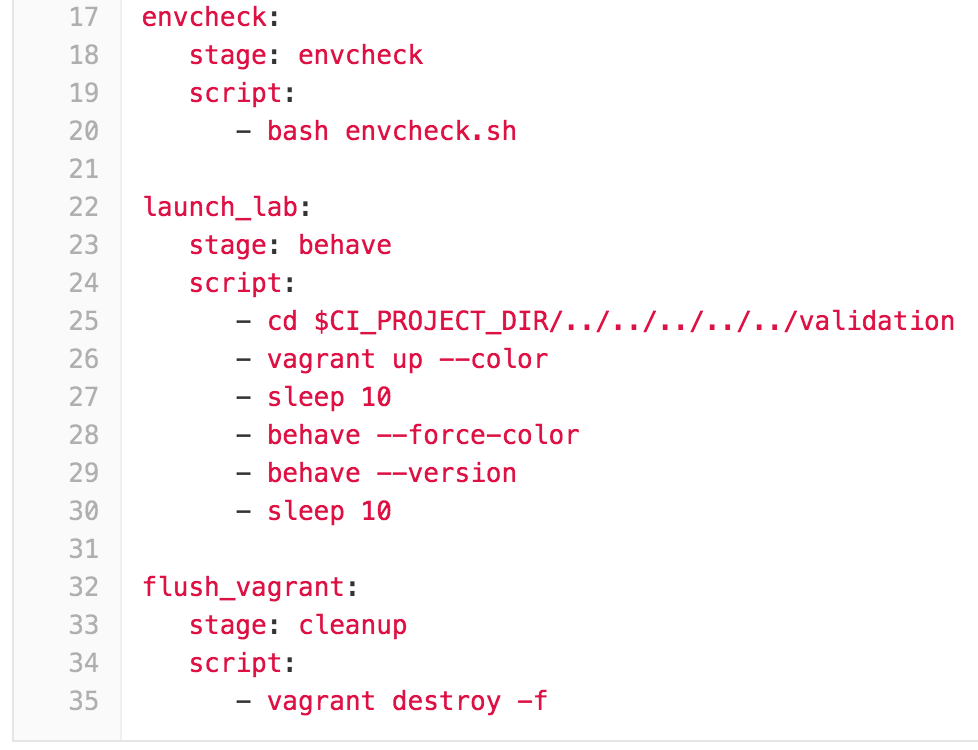 17 envcheck:
18    stage: envcheck
19    script:
20       - bash envcheck.sh
21
22 launch_lab:
23    stage: behave
24    script:
25       - cd $CI_PROJECT_DIR/../../../../../validation
26       - vagrant up --color
27       - sleep 10
28       - behave --force-color
29       - behave --version
30       - sleep 10
31
32 flush_vagrant:
33    stage: cleanup
34    script:
35       - vagrant destroy -f